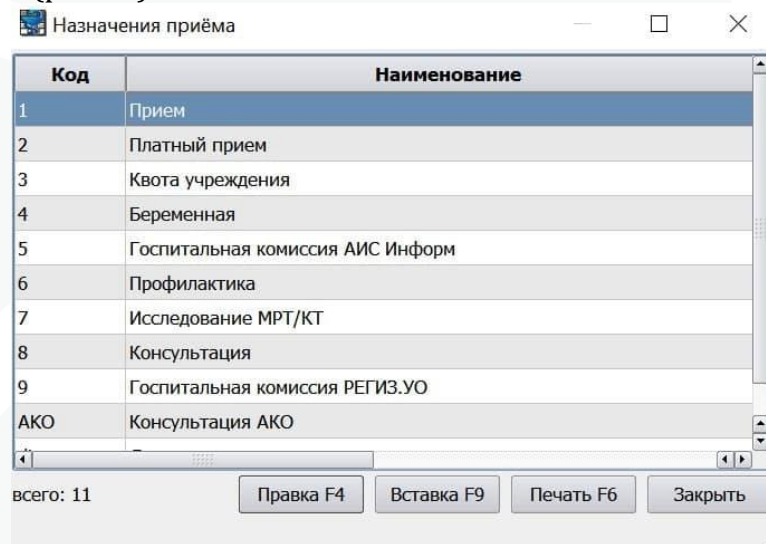 Назначения приёма
Код Наименование
1 Прием
2 Платный прием
3 Квота учреждения
4 Беременная
5 Госпитальная комиссия АИС Информ
6 Профилактика
7 Исследование МРТ/КТ
8 Консультация
9 Госпитальная комиссия РЕГИЗ.УО
АКО Консультация АКО
всего: 11 Правка F4 Вставка F9 Печать F6 Закрыть